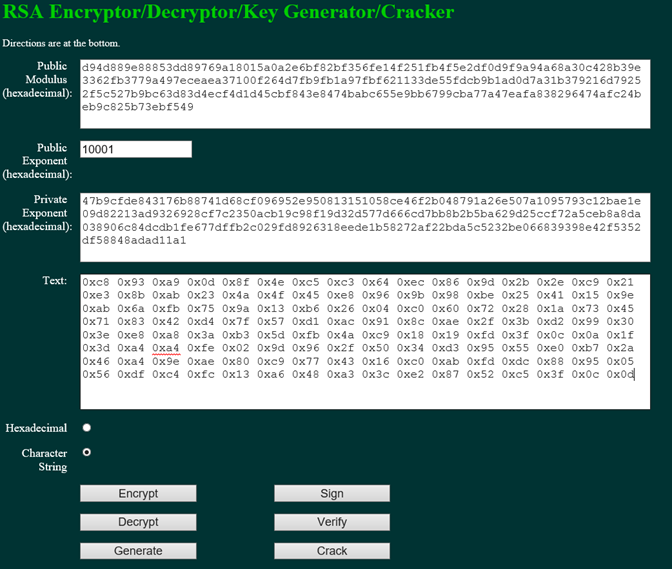 RSA Encryptor/Decryptor/Key Generator/Cracker
Directions are at the bottom.
Public Modulus (hexadecimal):
d94d889e88853dd89769a18015a0a2e6bf82bf356fe14f251fb4f5e2df0d9f9a94a68a30c428b39e
3362fb3779a497eceaea37100f264d7fb9fb1a97fbf621133de55fdcb9b1ad0d7a31b379216d7925
2f5c527b9bc63d83d4ecf4d1d45cbf843e8474babc655e9bb6799cba77a47eafa838296474afc24b
eb9c825b73ebf549
Public Exponent (hexadecimal):
10001
Private Exponent (hexadecimal):
47b9cfde843176b88741d68cf096952e950813151058ce46f2b048791a26e507a1095793c12bae1e
09d82213ad9326928cf7c2350acb19c98f19d32d577d666cd7bb8b2b5ba629d25ccf72a5ceb8a8da
038906c84dcdb1fe677dffb2c029fd8926318eede1b58272af22bda5c5232be066839398e42f5352
df58848adad11a1
Text:
0xc8 0x93 0xa9 0x0d 0x8f 0x4e 0xc5 0xc3 0x64 0xec 0x86 0x9d 0x2b 0x2e 0xc9 0x21
0xe3 0x8b 0xab 0x23 0x4a 0x4f 0x45 0xe8 0x96 0x9b 0x98 0xbe 0x25 0x41 0x15 0x9e
0xab 0x6a 0xfb 0x75 0x9a 0x13 0xb6 0x26 0x04 0xc0 0x60 0x72 0x28 0x1a 0x73 0x45
0x71 0x83 0x42 0xd4 0x7f 0x57 0xd1 0xac 0x91 0x8c 0xae 0x2f 0x3b 0xd2 0x99 0x30
0x3e 0xe8 0xa8 0x3a 0xb3 0x5d 0xfb 0x4a 0xc9 0x18 0x19 0xfd 0x3f 0x0c 0x0a 0x1f
0x3d 0xa4 0xa4 0xfe 0x02 0x9d 0x96 0x2f 0x50 0x34 0xd3 0x95 0x55 0xe0 0xb7 0x2a
0x46 0xa4 0x9e 0xae 0x80 0xc9 0x77 0x43 0x16 0xc0 0xab 0xfd 0xdc 0x88 0x95 0x05
0x56 0xdf 0xc4 0xfc 0x13 0xa6 0x48 0xa3 0x3c 0xe2 0x87 0x52 0xc5 0x3f 0x0c 0x0d
Hexadecimal
Character String
Encrypt Sign
Decrypt Verify
Generate Crack